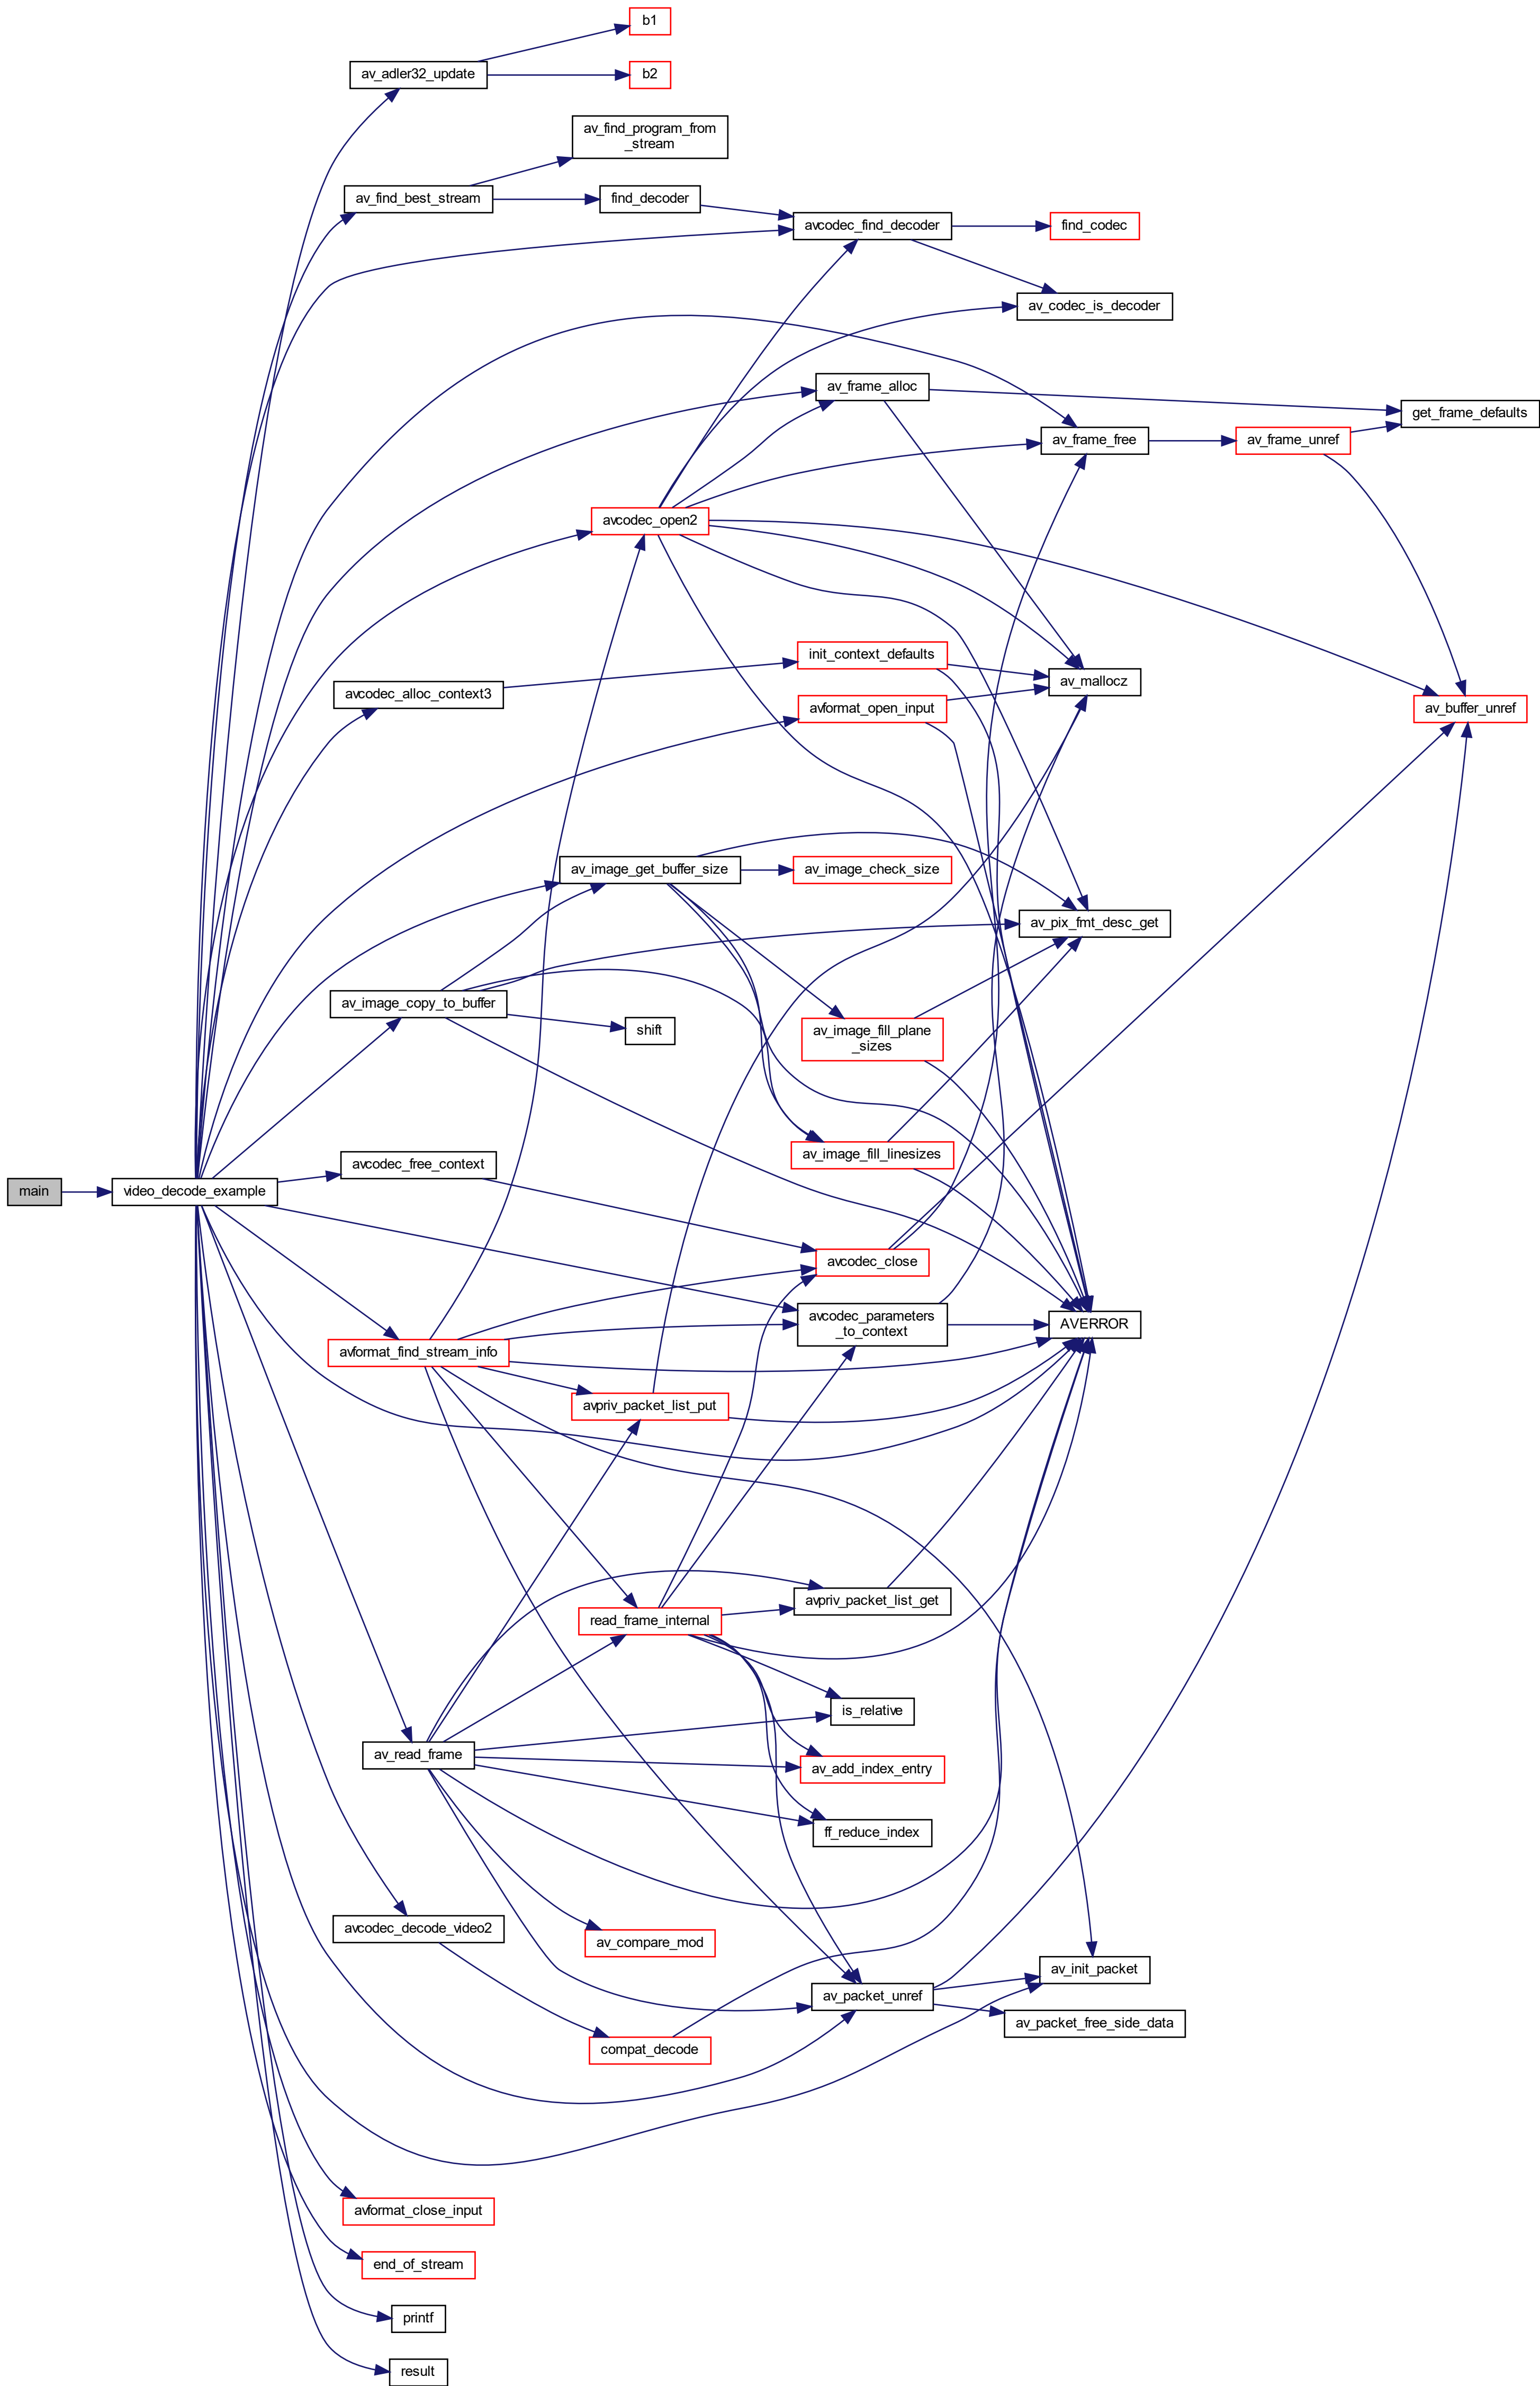 b1
av_adler32_update
b2
av_find_program_from
_stream
av_find_best_stream
find_decoder
avcodec_find_decoder
find_codec
av_codec_is_decoder
av_frame_alloc
get_frame_defaults
av_frame_free
av_frame_unref
avcodec_open2
init_context_defaults
av_mallocz
avcodec_alloc_context3
avformat_open_input
av_buffer_unref
av_image_get_buffer_size
av_image_check_size
av_pix_fmt_desc_get
av_image_copy_to_buffer
shift
av_image_fill_plane
_sizes
av_image_fill_linesizes
avcodec_free_context
main
video_decode_example
avcodec_close
avcodec_parameters
_to_context
AVERROR
avformat_find_stream_info
avpriv_packet_list_put
avpriv_packet_list_get
read_frame_internal
is_relative
av_read_frame
av_add_index_entry
ff_reduce_index
avcodec_decode_video2
av_compare_mod
av_init_packet
av_packet_unref
av_packet_free_side_data
compat_decode
avformat_close_input
end_of_stream
printf
result